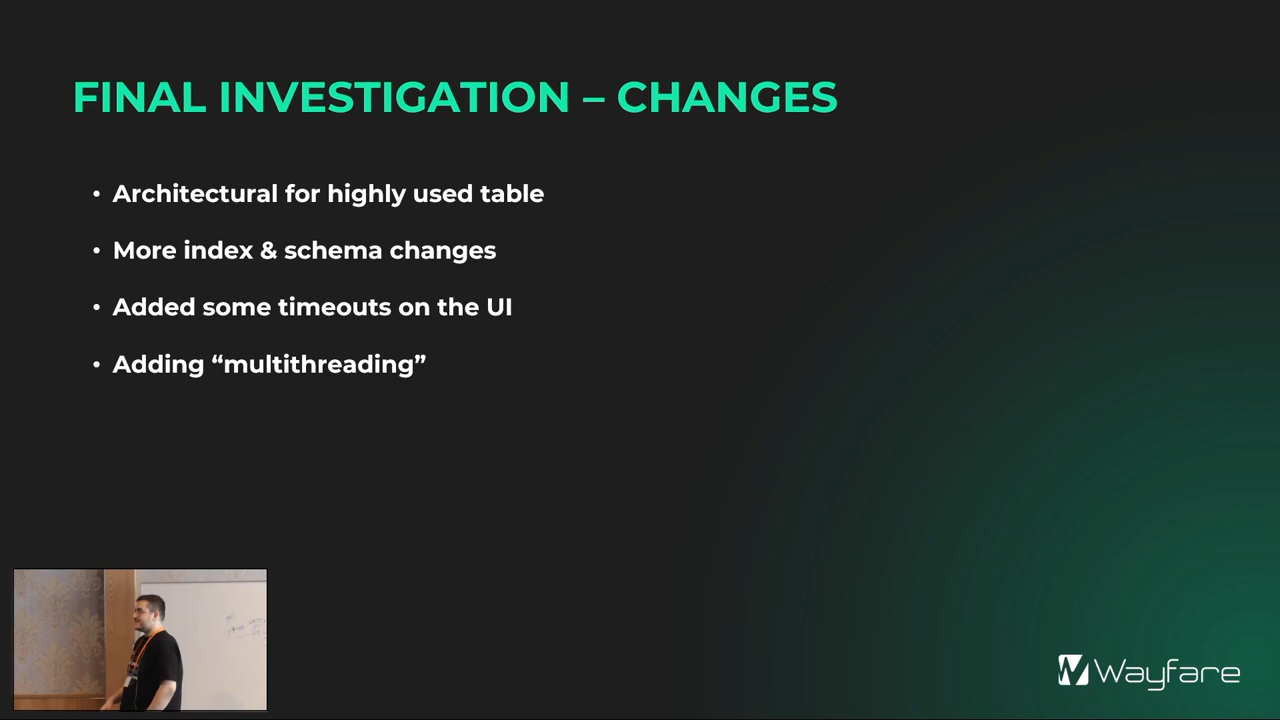 FINAL INVESTIGATION – CHANGES
• Architectural for highly used table
• More index & schema changes
• Added some timeouts on the UI
• Adding “multithreading”
Wayfare